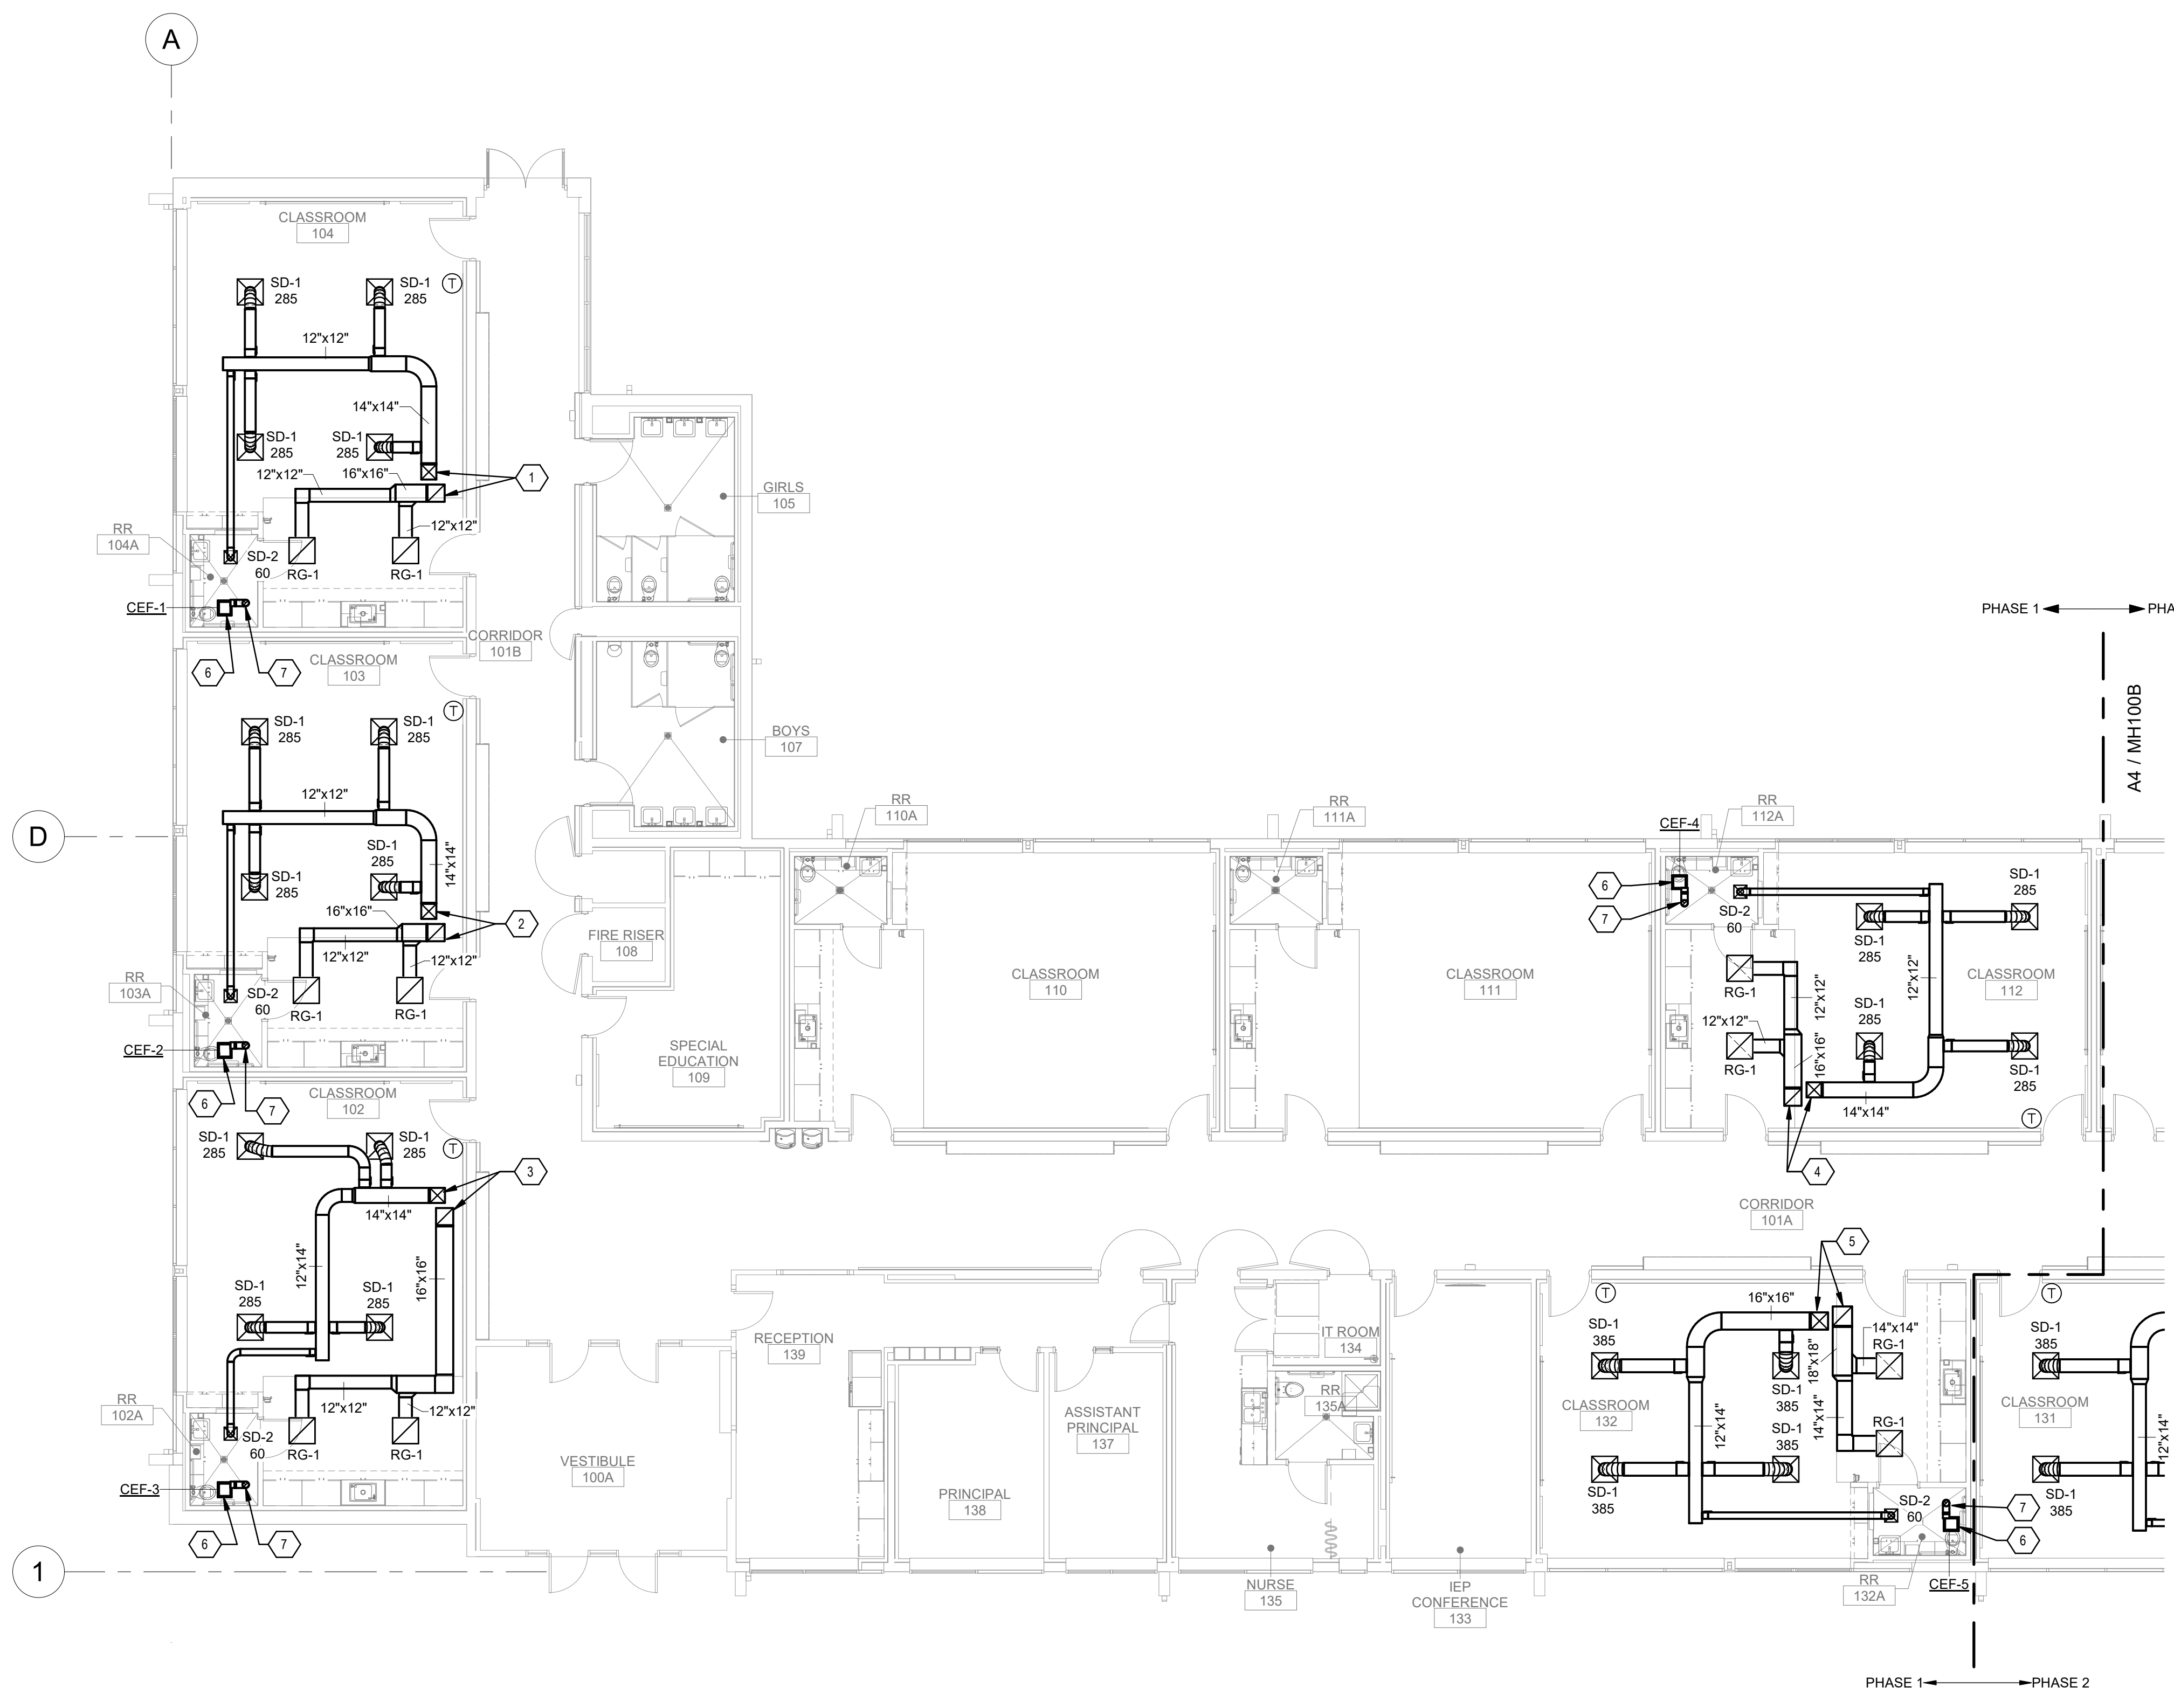 A
CLASSROOM
104
SD-1
285
SD-1
285
T
12"x12"
14"x14"
SD-1
285
SD-1
285
12"x12"
16"x16"
1
12"x12"
RR
104A
SD-2
60
RG-1
RG-1
CEF-1
6
7
GIRLS
105
CORRIDOR
101B
CLASSROOM
103
T
SD-1
285
SD-1
285
12"x12"
SD-1
285
14"x14"
SD-1
285
16"x16"
2
12"x12"
12"x12"
RR
103A
SD-2
60
RG-1
RG-1
CEF-2
6
7
BOYS
107
D
FIRE RISER
108
SPECIAL
EDUCATION
109
RR
110A
CLASSROOM
110
RR
111A
CLASSROOM
111
PHASE 1
PHA
A4 / MH100B
CEF-4
RR
112A
6
7
SD-2
60
SD-1
285
SD-1
285
CLASSROOM
112
RG-1
12"x12"
12"x12"
12"x12"
SD-1
285
RG-1
16"x16"
SD-1
285
14"x14"
T
4
CORRIDOR
101A
CLASSROOM
102
SD-1
285
SD-1
285
T
3
14"x14"
12"x14"
16"x16"
SD-1
285
SD-1
285
12"x12"
12"x12"
RR
102A
SD-2
60
RG-1
RG-1
CEF-3
6
7
1
VESTIBULE
100A
RECEPTION
139
PRINCIPAL
138
ASSISTANT
PRINCIPAL
137
IT ROOM
134
RR
135A
NURSE
135
IEP
CONFERENCE
133
5
T
16"x16"
SD-1
385
14"x14"
RG-1
18"x18"
SD-1
385
CLASSROOM
132
12"x14"
SD-1
385
14"x14"
RG-1
SD-1
385
SD-2
60
7
6
RR
132A
CEF-5
T
SD-1
385
CLASSROOM
131
12"x14"
SD-1
385
PHASE 1
PHASE 2